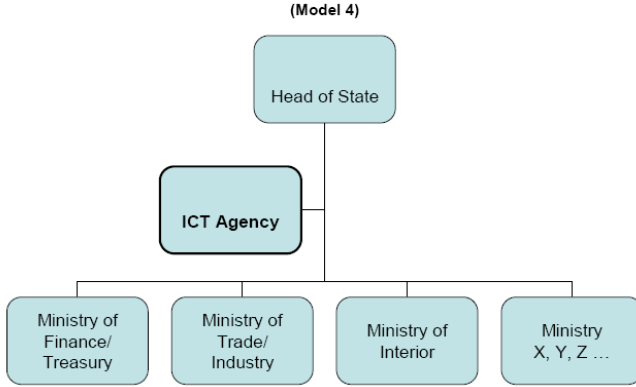 (Model 4)
Head of State
ICT Agency
Ministry of
Finance/
Treasury
Ministry of
Trade/
Industry
Ministry of
Interior
Ministry
X, Y, Z ...